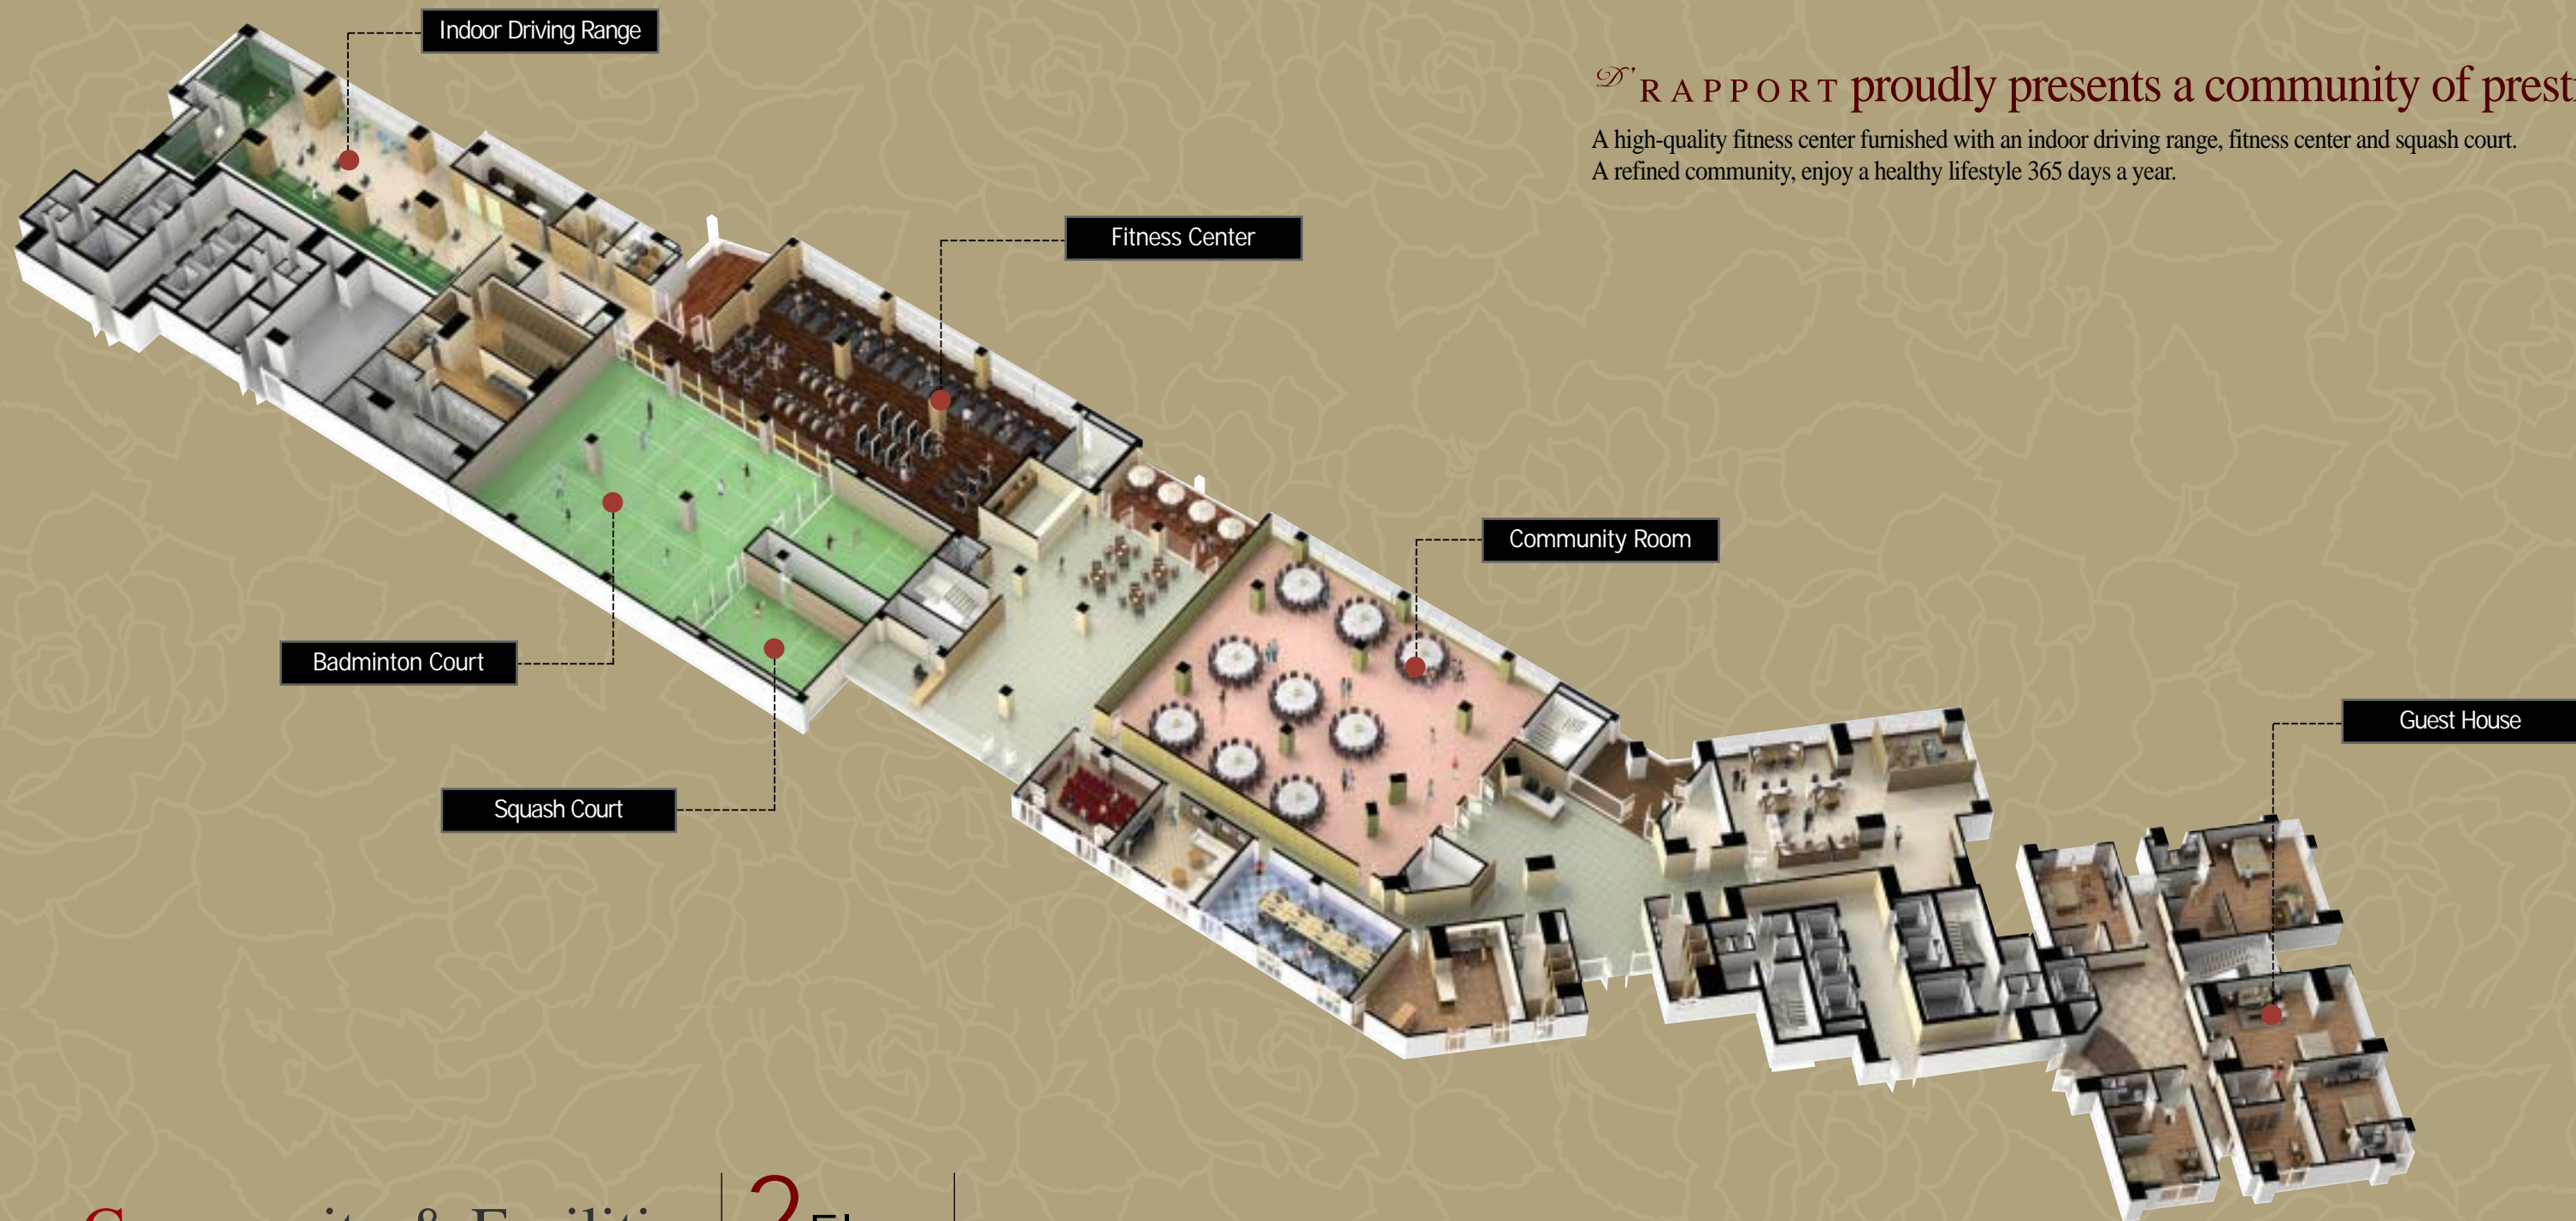 Indoor Driving Range
D' RAPPORT proudly presents a community of
A high-quality fitness center furnished with an indoor driving range, fitness center and squash court.
A refined community, enjoy a healthy lifestyle 365 days a year.
Fitness Center
Community Room
Badminton Court
Guest House
Squash Court
& 2